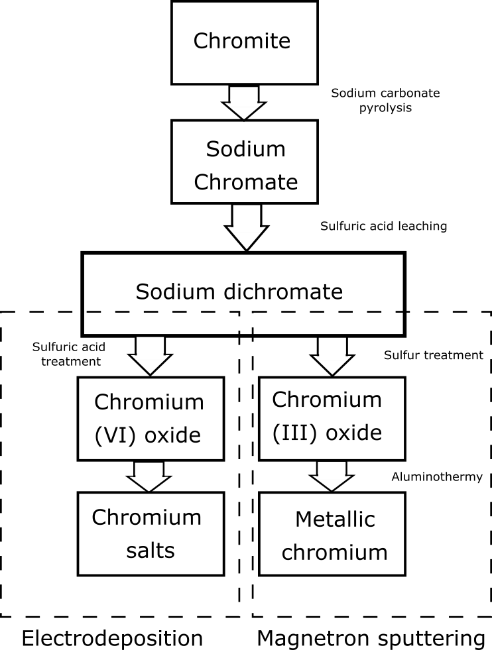 Chromite
Sodium carbonate
pyrolysis
Sodium
Chromate
Sulfuric acid leaching
Sodium dichromate
Sulfuric acid
treatment
Sulfur treatment
Chromium
(VI) oxide
Chromium
(III) oxide
Aluminothermy
Chromium
salts
Metallic
chromium
Electrodeposition
Magnetron sputtering